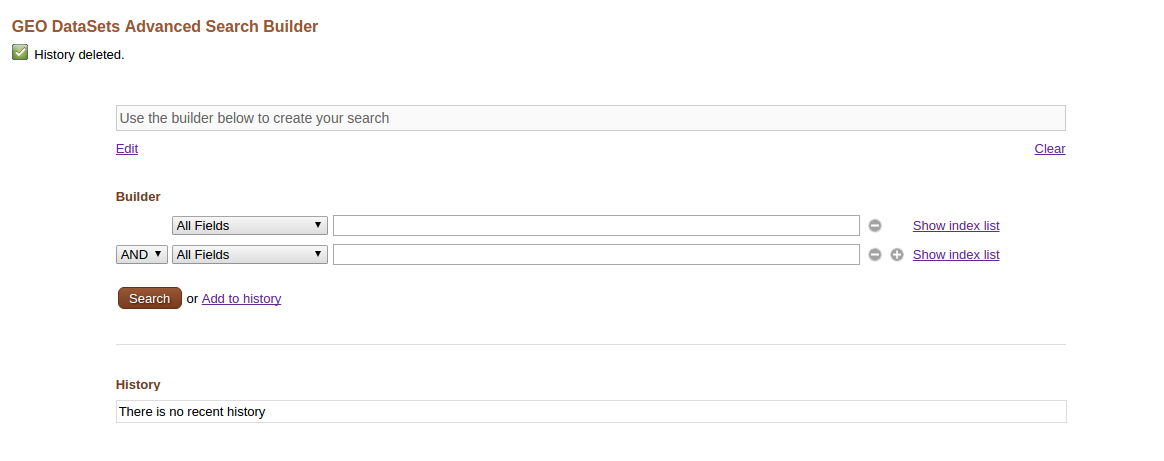 GEO DataSets Advanced Search Builder
History deleted.
Use the builder below to create your search
Edit Clear
Builder
All Fields Show index list
AND All Fields Show index list
Search or Add to history
History
There is no recent history